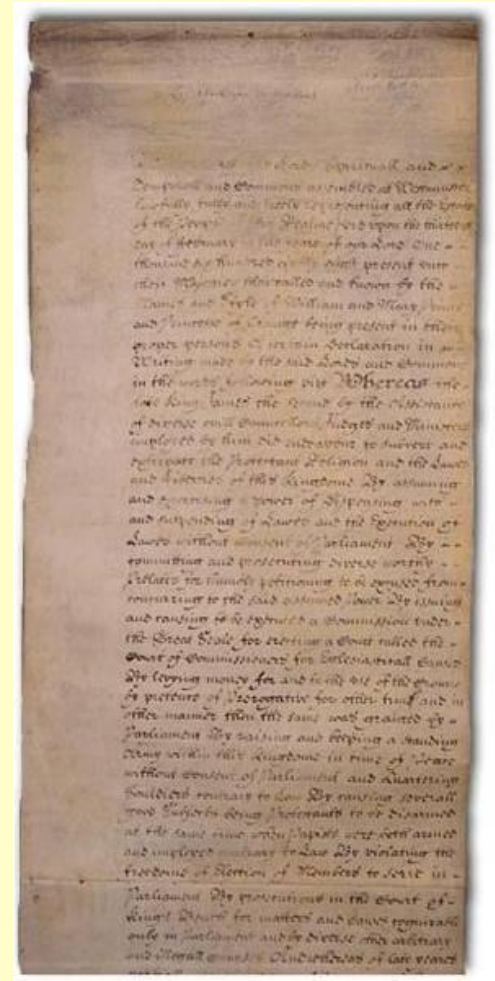 Lords Spirituall and
Temporall and Commons assembled at Westminster
lawfully fully and freely representing all the Estates
of the People of this Realme did upon the thirteenth
day of February in the yeare of our Lord One
thousand six hundred eighty eight present unto
their Majesties then called and known by the
Names and Stile of William and Mary Prince
and Princesse of Orange being present in their
proper Persons a certain Declaration in
Writing made by the said Lords and Commons
in the words following viz Whereas the
late King James the Second by the Assistance
of diverse evill Councellors Judges and Ministers
imployed by him did endeavour to subvert and
extirpate the Protestant Religion and the Lawes
and Liberties of this Kingdome By assuming
and exercising a Power of Dispensing with
and suspending of Lawes and the Execution of
Lawes without Consent of Parliament By
committing and prosecuting diverse worthy
Prelates for humbly petitioning to be excused from
concurring to the said assumed Power By issuing
and causing to be executed a Commission under
the Great Seale for erecting a Court called the
Court of Commissioners for Ecclesiasticall Causes
By levying money for and to the use of the Crowne
by pretence of Prerogative for other time and in
other manner then the same was granted by
Parliament By raising and keeping a standing
Army within this Kingdome in time of Peace
without Consent of Parliament and Quartering
Souldiers contrary to Law By causing severall
good Subjects being Protestants to be disarmed
at the same time when Papists were both armed
and imployed contrary to Law By violating the
freedome of Election of Members to serve in
Parliament By prosecutions in the Court of
Kings Bench for matters and causes cognizable
only in Parliament and by diverse other arbitrary
and illegall courses And whereas of late yeares